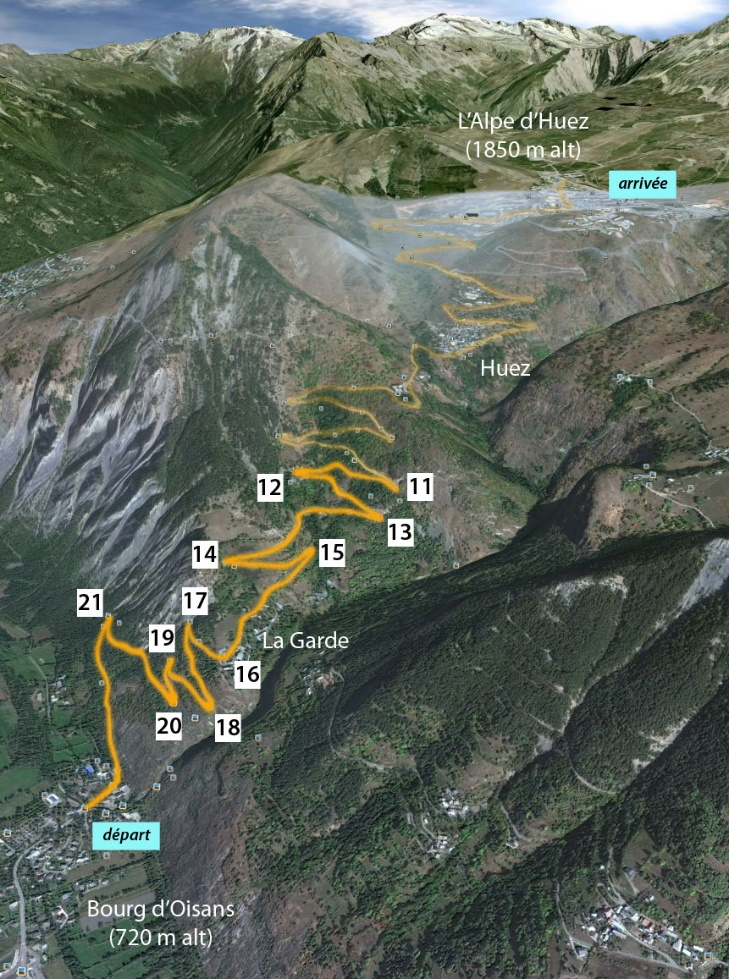 L'Alpe d'Huez
(1850 m alt)
arrivée
Huez
12
11
13
14
15
21
17
19
La Garde
16
20
18
départ
Bourg d'Oisans
(720 m alt)